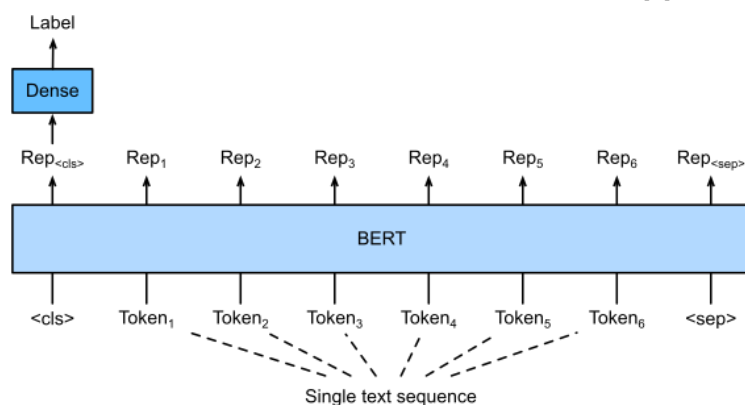 Label
Dense
Rep<cls> Rep1 Rep2 Rep3 Rep4 Rep5 Rep6 Rep<sep>
BERT
<cls> Token1 Token2 Token3 Token4 Token5 Token6 <sep>
Single text sequence